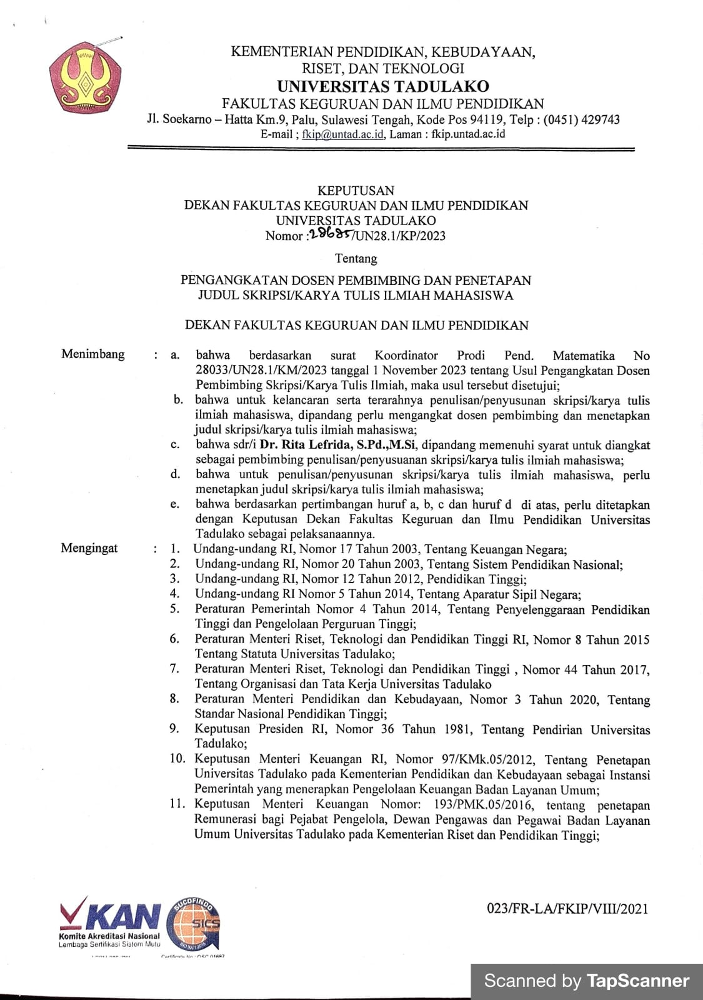 KEMENTERIAN PENDIDIKAN, KEBUDAYAAN,
RISET, DAN TEKNOLOGI
UNIVERSITAS TADULAKO
FAKULTAS KEGURUAN DAN ILMU PENDIDIKAN
Jl. Soekarno – Hatta Km.9, Palu, Sulawesi Tengah, Kode Pos 94119, Telp : (0451) 429743
E-mail ; fkip@untad.ac.id, Laman : fkip.untad.ac.id
KEPUTUSAN
DEKAN FAKULTAS KEGURUAN DAN ILMU PENDIDIKAN
UNIVERSITAS TADULAKO
Nomor :28685/UN28.1/KP/2023
Tentang
PENGANGKATAN DOSEN PEMBIMBING DAN PENETAPAN
JUDUL SKRIPSI/KARYA TULIS ILMIAH MAHASISWA
DEKAN FAKULTAS KEGURUAN DAN ILMU PENDIDIKAN
Menimbang : a. bahwa berdasarkan surat Koordinator Prodi Pend. Matematika No
28033/UN28.1/KM/2023 tanggal 1 November 2023 tentang Usul Pengangkatan Dosen
Pembimbing Skripsi/Karya Tulis Ilmiah, maka usul tersebut disetujui;
b. bahwa untuk kelancaran serta terarahnya penulisan/penyusunan skripsi/karya tulis
ilmiah mahasiswa, dipandang perlu mengangkat dosen pembimbing dan menetapkan
judul skripsi/karya tulis ilmiah mahasiswa;
c. bahwa sdr/i Dr. Rita Lefrida, S.Pd.,M.Si, dipandang memenuhi syarat untuk diangkat
sebagai pembimbing penulisan/penyusuanan skripsi/karya tulis ilmiah mahasiswa;
d. bahwa untuk penulisan/penyusunan skripsi/karya tulis ilmiah mahasiswa, perlu
menetapkan judul skripsi/karya tulis ilmiah mahasiswa;
e. bahwa berdasarkan pertimbangan huruf a, b, c dan huruf d di atas, perlu ditetapkan
dengan Keputusan Dekan Fakultas Keguruan dan Ilmu Pendidikan Universitas
Tadulako sebagai pelaksanaannya.
Mengingat : 1. Undang-undang RI, Nomor 17 Tahun 2003, Tentang Keuangan Negara;
2. Undang-undang RI, Nomor 20 Tahun 2003, Tentang Sistem Pendidikan Nasional;
3. Undang-undang RI, Nomor 12 Tahun 2012, Pendidikan Tinggi;
4. Undang-undang RI Nomor 5 Tahun 2014, Tentang Aparatur Sipil Negara;
5. Peraturan Pemerintah Nomor 4 Tahun 2014, Tentang Penyelenggaraan Pendidikan
Tinggi dan Pengelolaan Perguruan Tinggi;
6. Peraturan Menteri Riset, Teknologi dan Pendidikan Tinggi RI, Nomor 8 Tahun 2015
Tentang Statuta Universitas Tadulako;
7. Peraturan Menteri Riset, Teknologi dan Pendidikan Tinggi , Nomor 44 Tahun 2017,
Tentang Organisasi dan Tata Kerja Universitas Tadulako
8. Peraturan Menteri Pendidikan dan Kebudayaan, Nomor 3 Tahun 2020, Tentang
Standar Nasional Pendidikan Tinggi;
9. Keputusan Presiden RI, Nomor 36 Tahun 1981, Tentang Pendirian Universitas
Tadulako;
10. Keputusan Menteri Keuangan RI, Nomor 97/KMk.05/2012, Tentang Penetapan
Universitas Tadulako pada Kementerian Pendidikan dan Kebudayaan sebagai Instansi
Pemerintah yang menerapkan Pengelolaan Keuangan Badan Layanan Umum;
11. Keputusan Menteri Keuangan Nomor: 193/PMK.05/2016, tentang penetapan
Remunerasi bagi Pejabat Pengelola, Dewan Pengawas dan Pegawai Badan Layanan
Umum Universitas Tadulako pada Kementerian Riset dan Pendidikan Tinggi;
KAN
Komite Akreditasi Nasional
Lembaga Sertifikasi Sistem Mutu
SUCOFINDO
SICS
ISO 9001:2015
023/FR-LA/FKIP/VIII/2021
Scanned by TapScanner